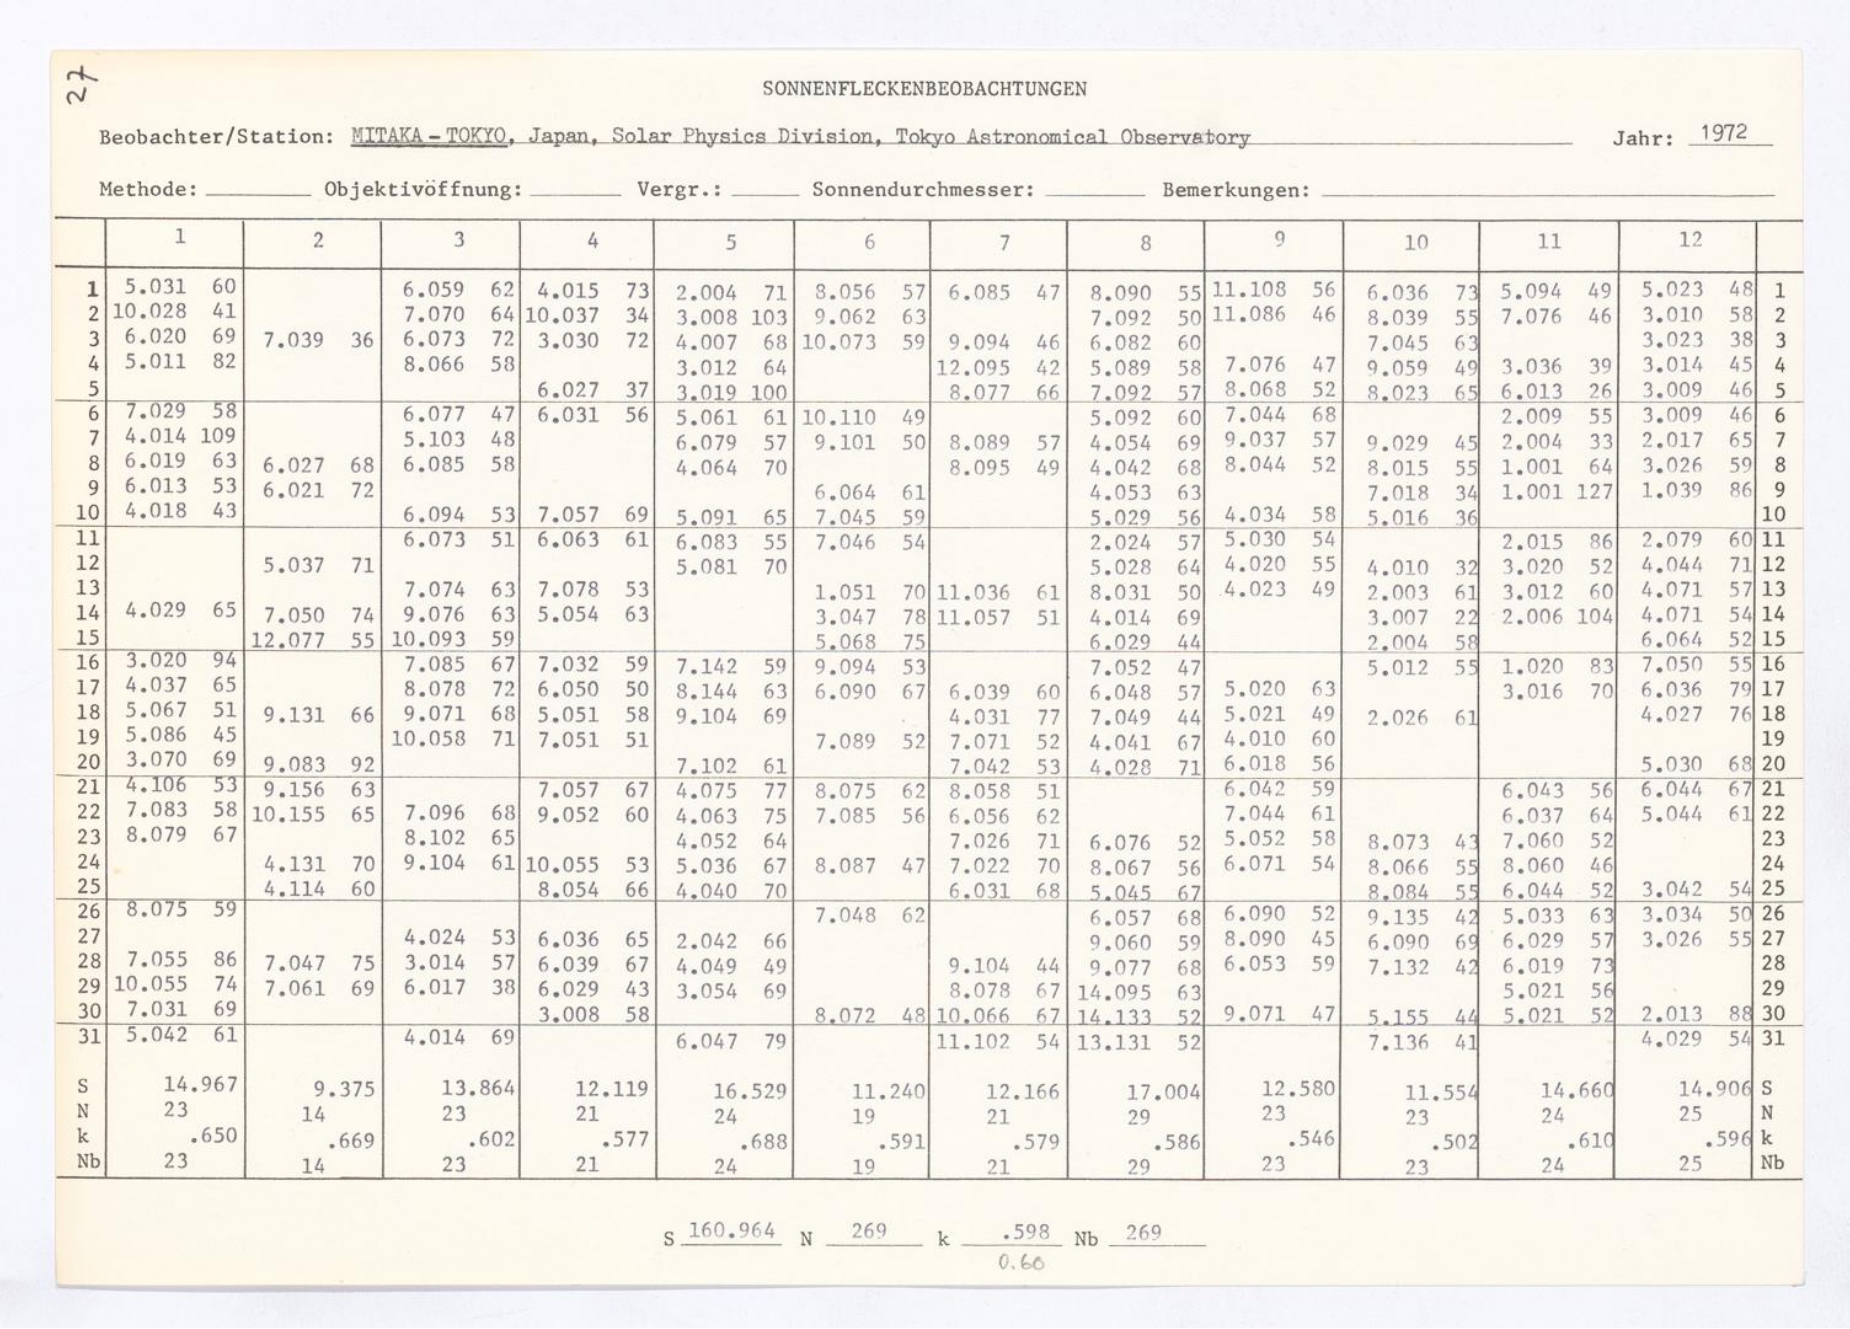 27
SONNENFLECKENBEOBACHTUNGEN
Beobachter/Station: MITAKA – TOKYO, Japan, Solar Physics Division, Tokyo Astronomical Observatory Jahr: 1972
Methode: Objektivöffnung: Vergr.: Sonnendurchmesser: Bemerkungen:
1 2 3 4 5 6 7 8 9 10 11 12
1 5.031 60 6.059 62 4.015 73 2.004 71 8.056 57 6.085 47 8.090 55 11.108 56 6.036 73 5.094 49 5.023 48 1
2 10.028 41 7.070 64 10.037 34 3.008 103 9.062 63 7.092 50 11.086 46 8.039 55 7.076 46 3.010 58 2
3 6.020 69 7.039 36 6.073 72 3.030 72 4.007 68 10.073 59 9.094 46 6.082 60 7.045 63 3.023 38 3
4 5.011 82 8.066 58 3.012 64 12.095 42 5.089 58 7.076 47 9.059 49 3.036 39 3.014 45 4
5 6.027 37 3.019 100 8.077 66 7.092 57 8.068 52 8.023 65 6.013 26 3.009 46 5
6 7.029 58 6.077 47 6.031 56 5.061 61 10.110 49 5.092 60 7.044 68 2.009 55 3.009 46 6
7 4.014 109 5.103 48 6.079 57 9.101 50 8.089 57 4.054 69 9.037 57 9.029 45 2.004 33 2.017 65 7
8 6.019 63 6.027 68 6.085 58 4.064 70 8.095 49 4.042 68 8.044 52 8.015 55 1.001 64 3.026 59 8
9 6.013 53 6.021 72 6.064 61 4.053 63 7.018 34 1.001 127 1.039 86 9
10 4.018 43 6.094 53 7.057 69 5.091 65 7.045 59 5.029 56 4.034 58 5.016 36 10
11 6.073 51 6.063 61 6.083 55 7.046 54 2.024 57 5.030 54 2.015 86 2.079 60 11
12 5.037 71 5.081 70 5.028 64 4.020 55 4.010 32 3.020 52 4.044 71 12
13 7.074 63 7.078 53 1.051 70 11.036 61 8.031 50 4.023 49 2.003 61 3.012 60 4.071 57 13
14 4.029 65 7.050 74 9.076 63 5.054 63 3.047 78 11.057 51 4.014 69 3.007 22 2.006 104 4.071 54 14
15 12.077 55 10.093 59 5.068 75 6.029 44 2.004 58 6.064 52 15
16 3.020 94 7.085 67 7.032 59 7.142 59 9.094 53 7.052 47 5.012 55 1.020 83 7.050 55 16
17 4.037 65 8.078 72 6.050 50 8.144 63 6.090 67 6.039 60 6.048 57 5.020 63 3.016 70 6.036 79 17
18 5.067 51 9.131 66 9.071 68 5.051 58 9.104 69 4.031 77 7.049 44 5.021 49 2.026 61 4.027 76 18
19 5.086 45 10.058 71 7.051 51 7.089 52 7.071 52 4.041 67 4.010 60 19
20 3.070 69 9.083 92 7.102 61 7.042 53 4.028 71 6.018 56 5.030 68 20
21 4.106 53 9.156 63 7.057 67 4.075 77 8.075 62 8.058 51 6.042 59 6.043 56 6.044 67 21
22 7.083 58 10.155 65 7.096 68 9.052 60 4.063 75 7.085 56 6.056 62 7.044 61 6.037 64 5.044 61 22
23 8.079 67 8.102 65 4.052 64 7.026 71 6.076 52 5.052 58 8.073 43 7.060 52 23
24 4.131 70 9.104 61 10.055 53 5.036 67 8.087 47 7.022 70 8.067 56 6.071 54 8.066 55 8.060 46 24
25 4.114 60 8.054 66 4.040 70 6.031 68 5.045 67 8.084 55 6.044 52 3.042 54 25
26 8.075 59 7.048 62 6.057 68 6.090 52 9.135 42 5.033 63 3.034 50 26
27 4.024 53 6.036 65 2.042 66 9.060 59 8.090 45 6.090 69 6.029 57 3.026 55 27
28 7.055 86 7.047 75 3.014 57 6.039 67 4.049 49 9.104 44 9.077 68 6.053 59 7.132 42 6.019 73 28
29 10.055 74 7.061 69 6.017 38 6.029 43 3.054 69 8.078 67 14.095 63 5.021 56 29
30 7.031 69 3.008 58 8.072 48 10.066 67 14.133 52 9.071 47 5.155 44 5.021 52 2.013 88 30
31 5.042 61 4.014 69 6.047 79 11.102 54 13.131 52 7.136 41 4.029 54 31
S 14.967 9.375 13.864 12.119 16.529 11.240 12.166 17.004 12.580 11.554 14.660 14.906 S
N 23 14 23 21 24 19 21 29 23 23 24 25 N
k .650 .669 .602 .577 .688 .591 .579 .586 .546 .502 .610 .596 k
Nb 23 14 23 21 24 19 21 29 23 23 24 25 Nb
S 160.964 N 269 k .598 Nb 269
0.60